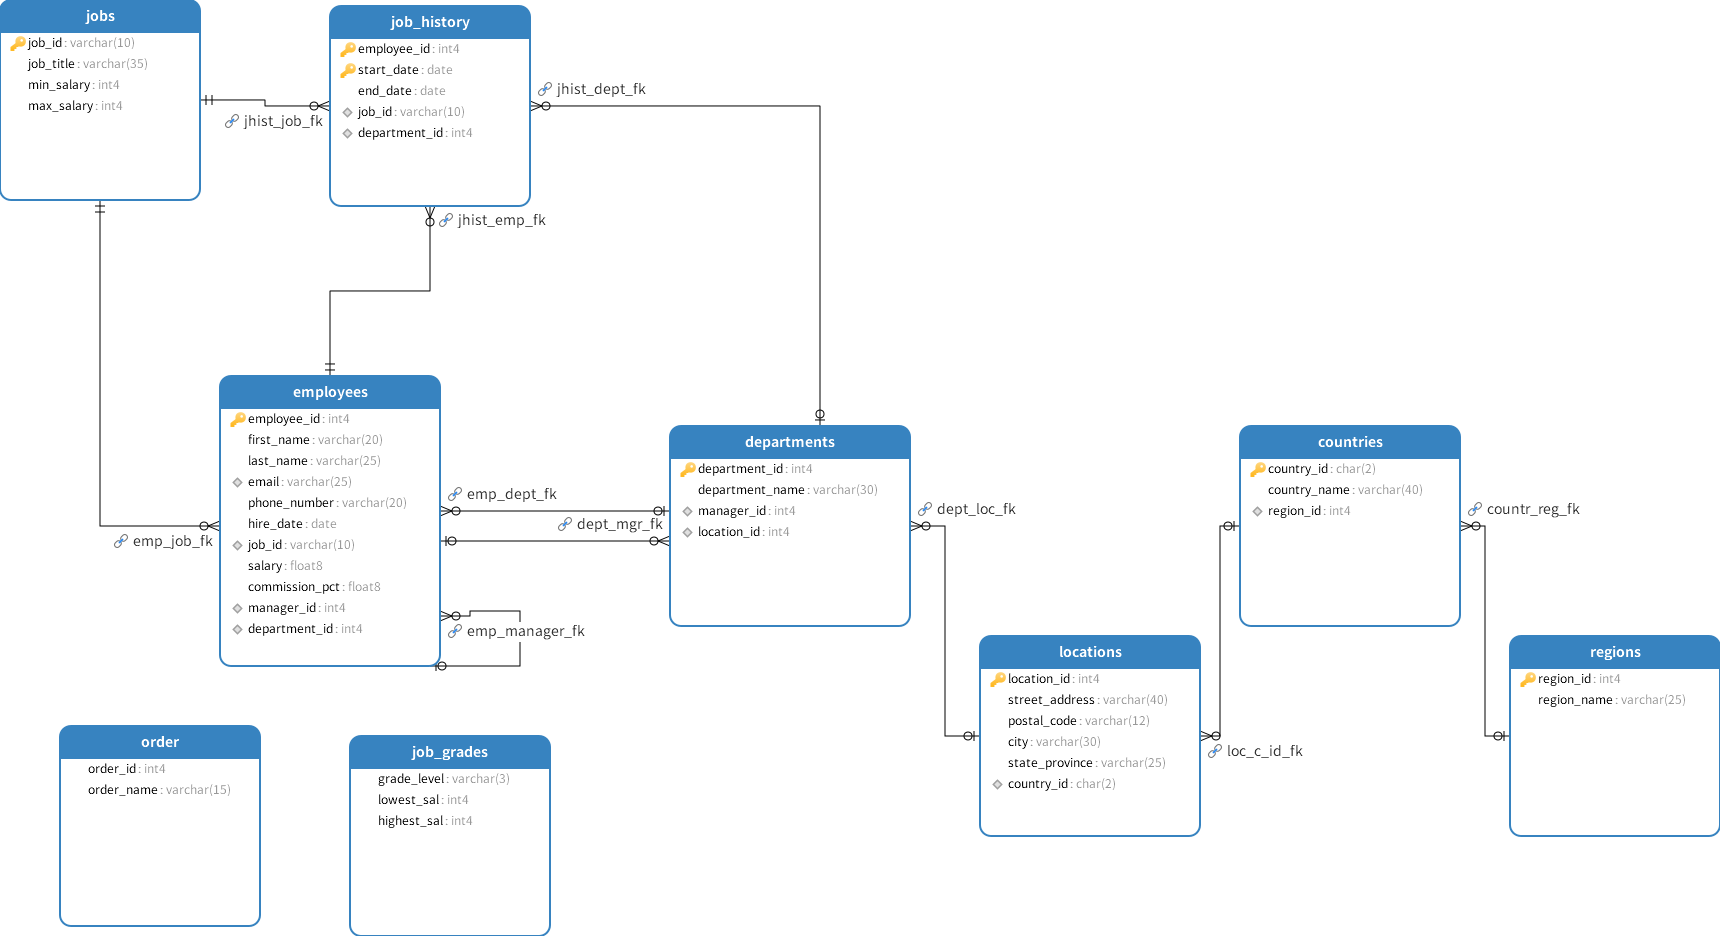 jobs
job_id : varchar(10)
job_title : varchar(35)
min_salary : int4
max_salary : int4
jhist_job_fk
job_history
employee_id : int4
start_date : date
end_date : date
job_id : varchar(10)
department_id : int4
jhist_dept_fk
jhist_emp_fk
employees
employee_id : int4
first_name : varchar(20)
last_name : varchar(25)
email : varchar(25)
phone_number : varchar(20)
hire_date : date
job_id : varchar(10)
salary : float8
commission_pct : float8
manager_id : int4
department_id : int4
emp_job_fk
emp_dept_fk
dept_mgr_fk
emp_manager_fk
departments
department_id : int4
department_name : varchar(30)
manager_id : int4
location_id : int4
dept_loc_fk
countries
country_id : char(2)
country_name : varchar(40)
region_id : int4
countr_reg_fk
locations
location_id : int4
street_address : varchar(40)
postal_code : varchar(12)
city : varchar(30)
state_province : varchar(25)
country_id : char(2)
loc_c_id_fk
regions
region_id : int4
region_name : varchar(25)
order
order_id : int4
order_name : varchar(15)
job_grades
grade_level : varchar(3)
lowest_sal : int4
highest_sal : int4